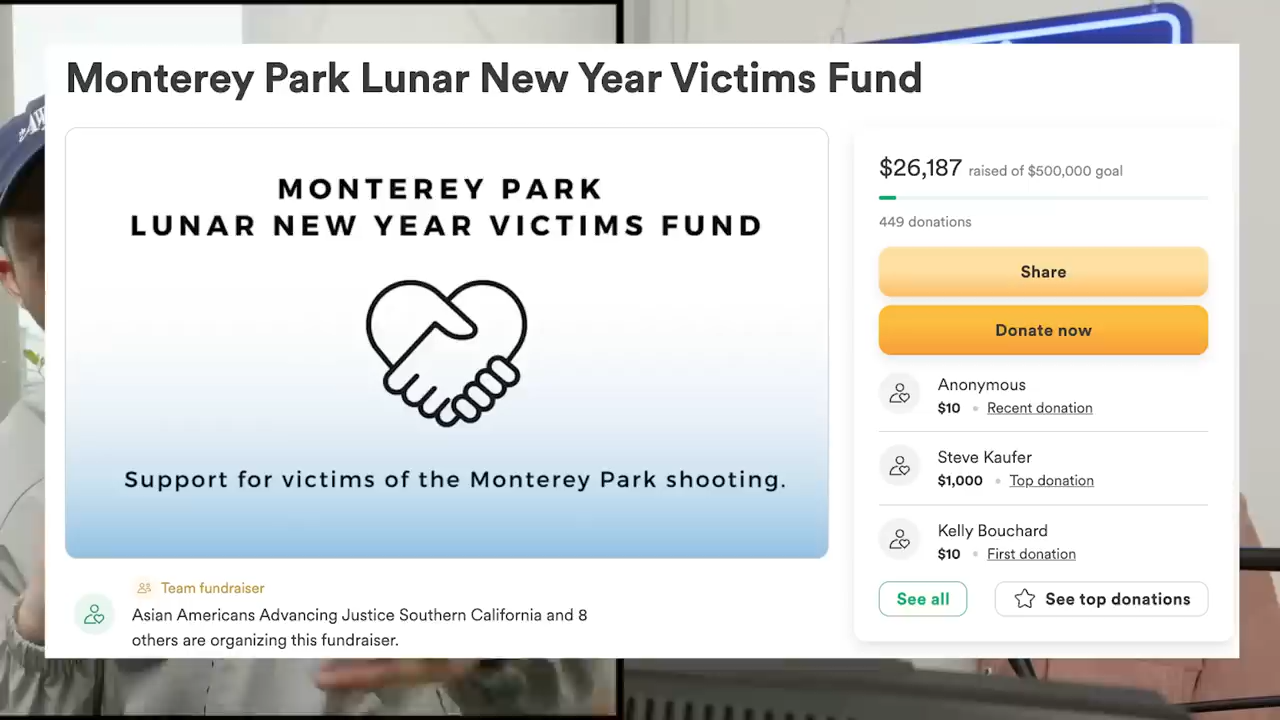 Monterey Park Lunar New Year Victims Fund
MONTEREY PARK
LUNAR NEW YEAR VICTIMS FUND
Support for victims of the Monterey Park shooting.
Team fundraiser
Asian Americans Advancing Justice Southern California and 8
others are organizing this fundraiser.
$26,187 raised of $500,000 goal
449 donations
Share
Donate now
Anonymous
$10 • Recent donation
Steve Kaufer
$1,000 • Top donation
Kelly Bouchard
$10 • First donation
See all
See top donations